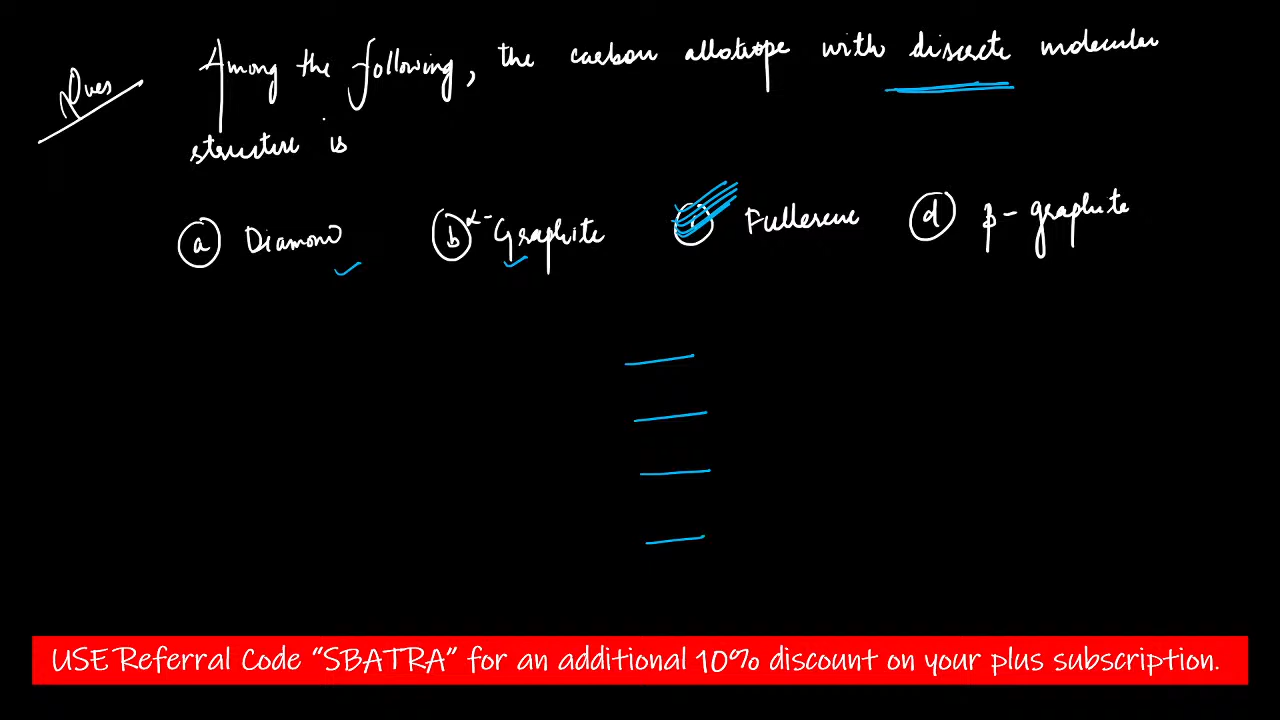 Ques Among the following, the carbon allotrope with discrete molecular
structure is
(a) Diamond (b) α-Graphite (c) Fullerene (d) β-graphite
USE Referral Code “SBATRA” for an additional 10% discount on your plus subscription.